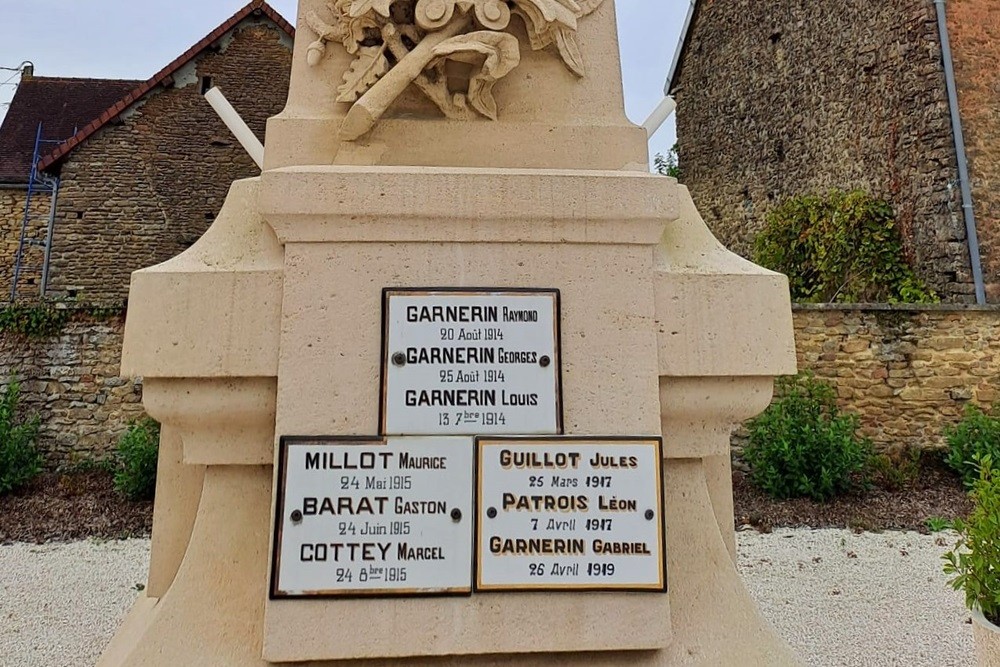 GARNERIN RAYMOND
20 Août 1914
GARNERIN GEORGES
25 Août 1914
GARNERIN LOUIS
13 7bre 1914
MILLOT MAURICE
24 Mai 1915
BARAT GASTON
24 Juin 1915
COTTEY MARCEL
24 8bre 1915
GUILLOT JULES
25 Mars 1917
PATROIS LÉON
7 Avril 1917
GARNERIN GABRIEL
26 Avril 1919